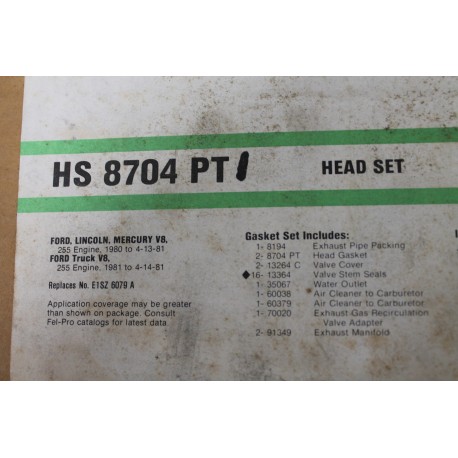 HS 8704 PT1 HEAD SET
FORD, LINCOLN, MERCURY V8,
255 Engine, 1980 to 4-13-81
FORD Truck V8,
255 Engine, 1981 to 4-14-81
Replaces No. E1SZ 6079 A
Application coverage may be greater
than shown on package. Consult
Fel-Pro catalogs for latest data.
Gasket Set Includes:
1- 8194 Exhaust Pipe Packing
2- 8704 PT Head Gasket
2- 13264 C Valve Cover
◆16- 13364 Valve Stem Seals
1- 35067 Water Outlet
1- 60038 Air Cleaner to Carburetor
1- 60379 Air Cleaner to Carburetor
1- 70020 Exhaust Gas Recirculation
Valve Adapter
2- 91349 Exhaust Manifold